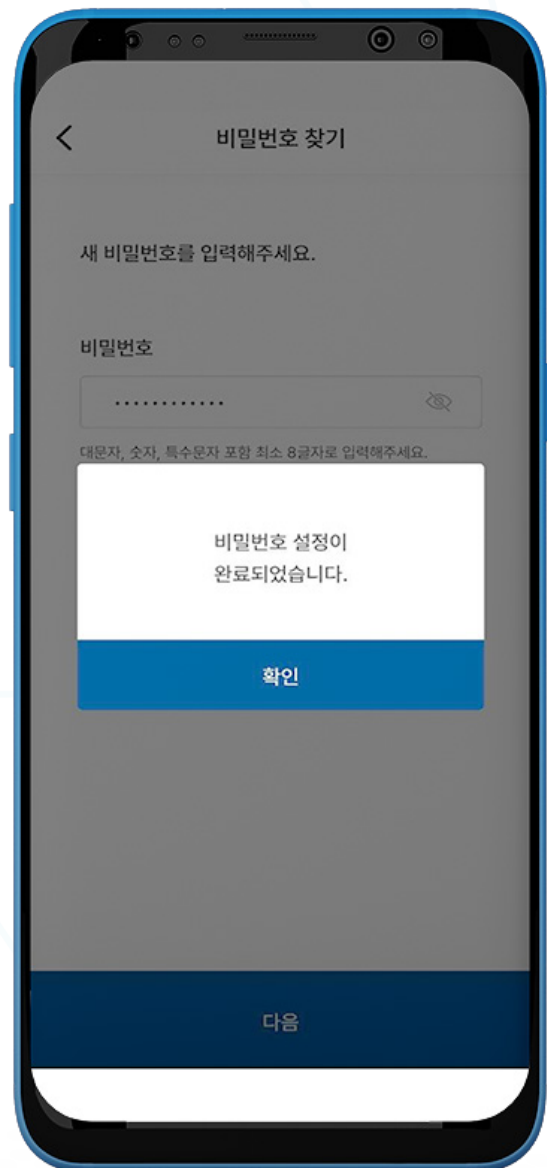 비밀번호 찾기
새 비밀번호를 입력해주세요.
비밀번호
............
대문자, 숫자, 특수문자 포함 최소 8글자로 입력해주세요.
비밀번호 설정이
완료되었습니다.
확인
다음